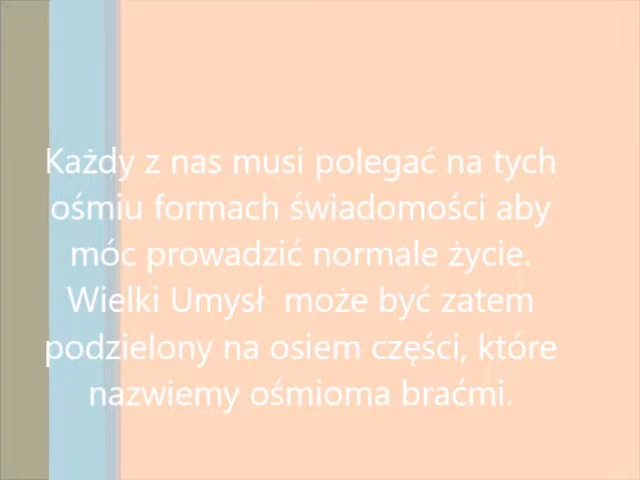 Każdy z nas musi polegać na tych
ośmiu formach świadomości aby
móc prowadzić normale życie.
Wielki Umysł  może być zatem
podzielony na osiem części, które
nazwiemy ośmioma braćmi.